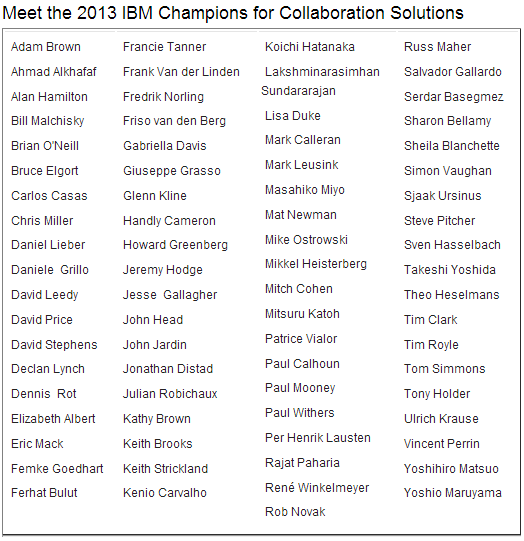 Meet the 2013 IBM Champions for Collaboration Solutions
Adam Brown
Ahmad Alkhafaf
Alan Hamilton
Bill Malchisky
Brian O'Neill
Bruce Elgort
Carlos Casas
Chris Miller
Daniel Lieber
Daniele Grillo
David Leedy
David Price
David Stephens
Declan Lynch
Dennis Rot
Elizabeth Albert
Eric Mack
Femke Goedhart
Ferhat Bulut
Francie Tanner
Frank Van der Linden
Fredrik Norling
Friso van den Berg
Gabriella Davis
Giuseppe Grasso
Glenn Kline
Handly Cameron
Howard Greenberg
Jeremy Hodge
Jesse Gallagher
John Head
John Jardin
Jonathan Distad
Julian Robichaux
Kathy Brown
Keith Brooks
Keith Strickland
Kenio Carvalho
Koichi Hatanaka
Lakshminarasimhan
Sundararajan
Lisa Duke
Mark Calleran
Mark Leusink
Masahiko Miyo
Mat Newman
Mike Ostrowski
Mikkel Heisterberg
Mitch Cohen
Mitsuru Katoh
Patrice Vialor
Paul Calhoun
Paul Mooney
Paul Withers
Per Henrik Lausten
Rajat Paharia
René Winkelmeyer
Rob Novak
Russ Maher
Salvador Gallardo
Serdar Basegmez
Sharon Bellamy
Sheila Blanchette
Simon Vaughan
Sjaak Ursinus
Steve Pitcher
Sven Hasselbach
Takeshi Yoshida
Theo Heselmans
Tim Clark
Tim Royle
Tom Simmons
Tony Holder
Ulrich Krause
Vincent Perrin
Yoshihiro Matsuo
Yoshio Maruyama